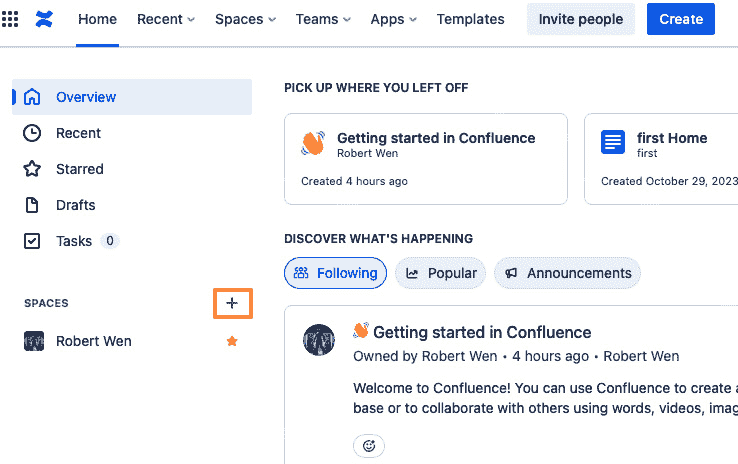 Home Recent Spaces Teams Apps Templates Invite people Create
Overview
Recent
Starred
Drafts
Tasks 0
SPACES
Robert Wen
PICK UP WHERE YOU LEFT OFF
Getting started in Confluence
Robert Wen
Created 4 hours ago
first Home
first
Created October 29, 2023
DISCOVER WHAT'S HAPPENING
Following Popular Announcements
Getting started in Confluence
Owned by Robert Wen • 4 hours ago • Robert Wen
Welcome to Confluence! You can use Confluence to create a
base or to collaborate with others using words, videos, imag